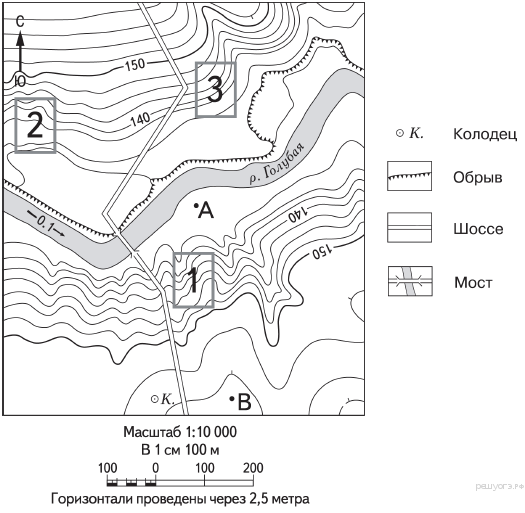 С
Ю
150
3
2
140
р. Голубая
А
0.1
140
150
1
К.
В
К. Колодец
Обрыв
Шоссе
Мост
Масштаб 1:10 000
В 1 см 100 м
100 0 100 200
Горизонтали проведены через 2,5 метра
решуогэ.рф